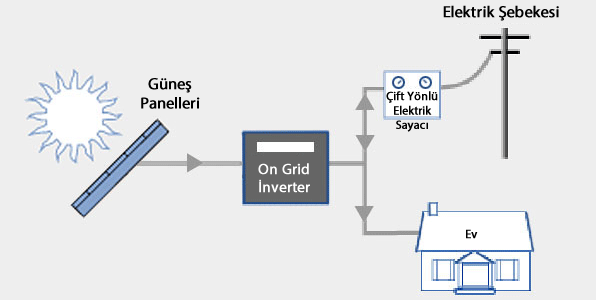 Elektrik Şebekesi
Güneş
Panelleri
Çift Yönlü
Elektrik
Sayacı
On Grid
İnverter
Ev